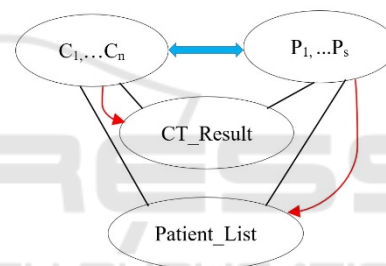 C1,…Cn
P1, ...Ps
CT_Result
Patient_List